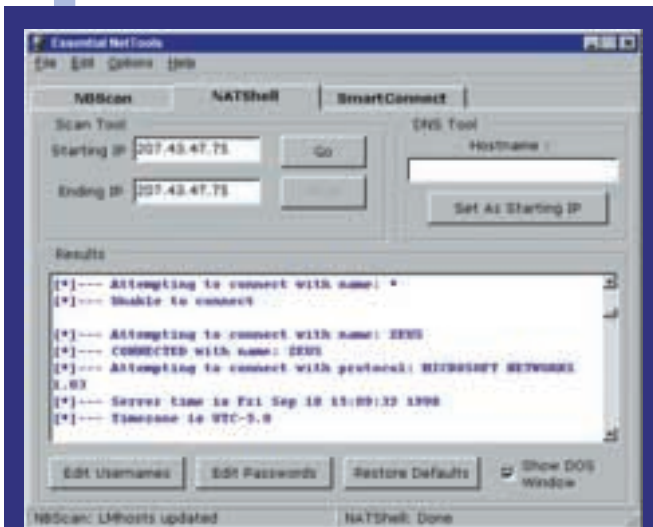 Essential NetTools
File Edit Options Help
NBScan NATShell SmartConnect
Scan Tool
DNS Tool
Starting IP 207.43.47.75 Go
Hostname :
Ending IP 207.43.47.75
Set As Starting IP
Results
[*]--- Attempting to connect with name: *
[*]--- Unable to connect
[*]--- Attempting to connect with name: ZEUS
[*]--- CONNECTED with name: ZEUS
[*]--- Attempting to connect with protocol: MICROSOFT NETWORKS
1.03
[*]--- Server time is Fri Sep 18 15:09:32 1998
[*]--- Timezone is UTC-5.0
Edit Usernames Edit Passwords Restore Defaults Show DOS
Window
NBScan: LMhosts updated NATShell: Done